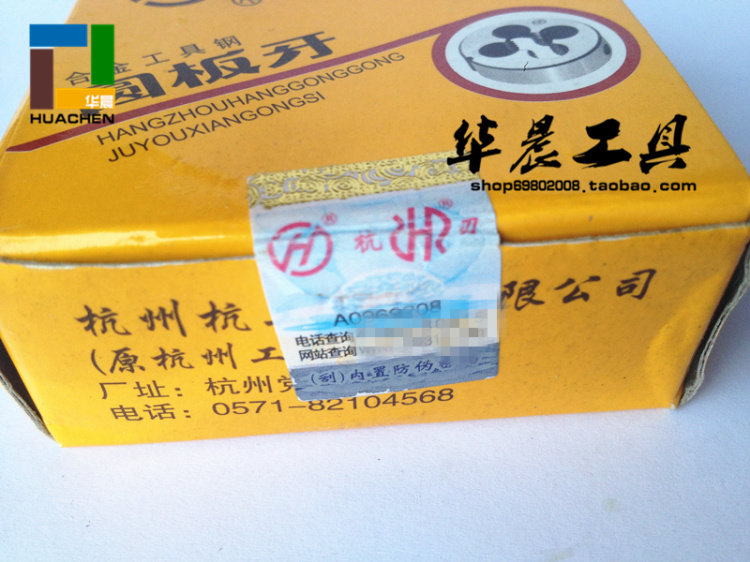 合金工具钢
圆板牙
HANGZHOUHANGGONGGONG
JUYOUXIANGONGSI
华晨
HUACHEN
华晨工具
shop69802008.taobao.com
H®
杭
®
刃
电话查询
网站查询
(刮)内置防伪
杭州杭
限公司
(原杭州工
厂址：杭州
电话：0571-82104568